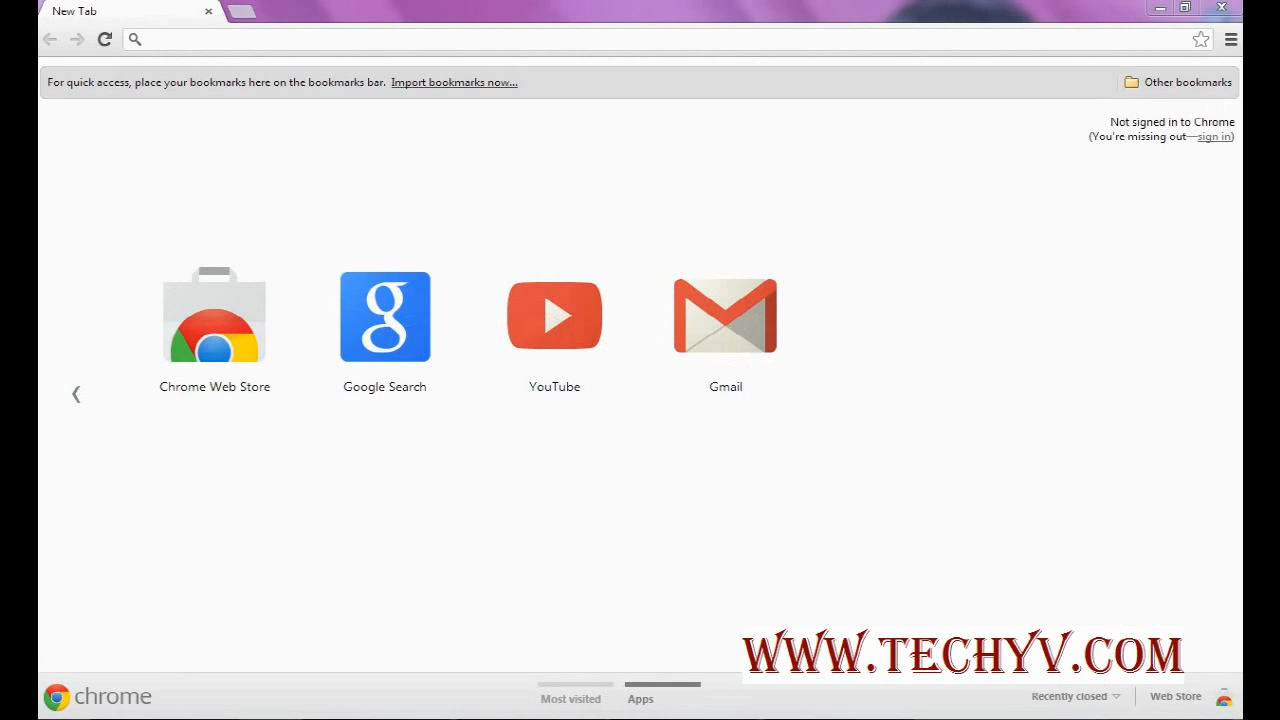 New Tab
For quick access, place your bookmarks here on the bookmarks bar. Import bookmarks now...
Other bookmarks
Not signed in to Chrome
(You're missing out—sign in)
Chrome Web Store
Google Search
YouTube
Gmail
WWW.TECHYV.COM
chrome
Most visited
Apps
Recently closed
Web Store